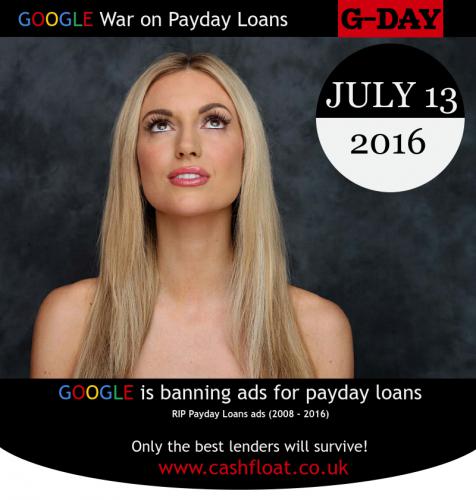 GOOGLE War on Payday Loans
G-DAY
JULY 13
2016
GOOGLE is banning ads for payday loans
RIP Payday Loans ads (2008 - 2016)
Only the best lenders will survive!
www.cashfloat.co.uk